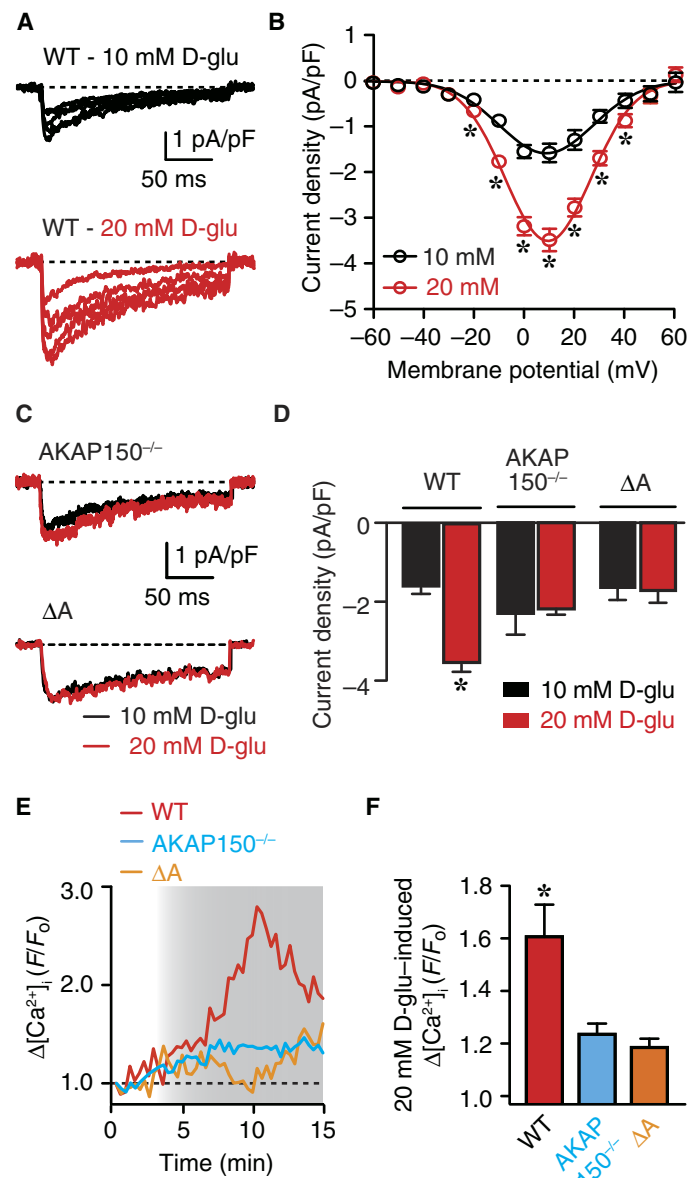 A
WT - 10 mM D-glu
1 pA/pF
50 ms
WT - 20 mM D-glu
B
Current density (pA/pF)
1
0
−1
−2
−3
−4
−5
10 mM
20 mM
* * * * * * *
−60 −40 −20 0 20 40 60
Membrane potential (mV)
C
AKAP150−/−
1 pA/pF
50 ms
ΔA
10 mM D-glu
20 mM D-glu
D
WT
AKAP
150−/−
ΔA
Current density (pA/pF)
0
−2
−4
*
10 mM D-glu
20 mM D-glu
E
WT
AKAP150−/−
ΔA
Δ[Ca2+]i (F/Fo)
3.0
2.0
1.0
0 5 10 15
Time (min)
F
20 mM D-glu–induced
Δ[Ca2+]i (F/Fo)
1.8
1.6
1.4
1.2
1.0
*
WT
AKAP
150−/−
ΔA